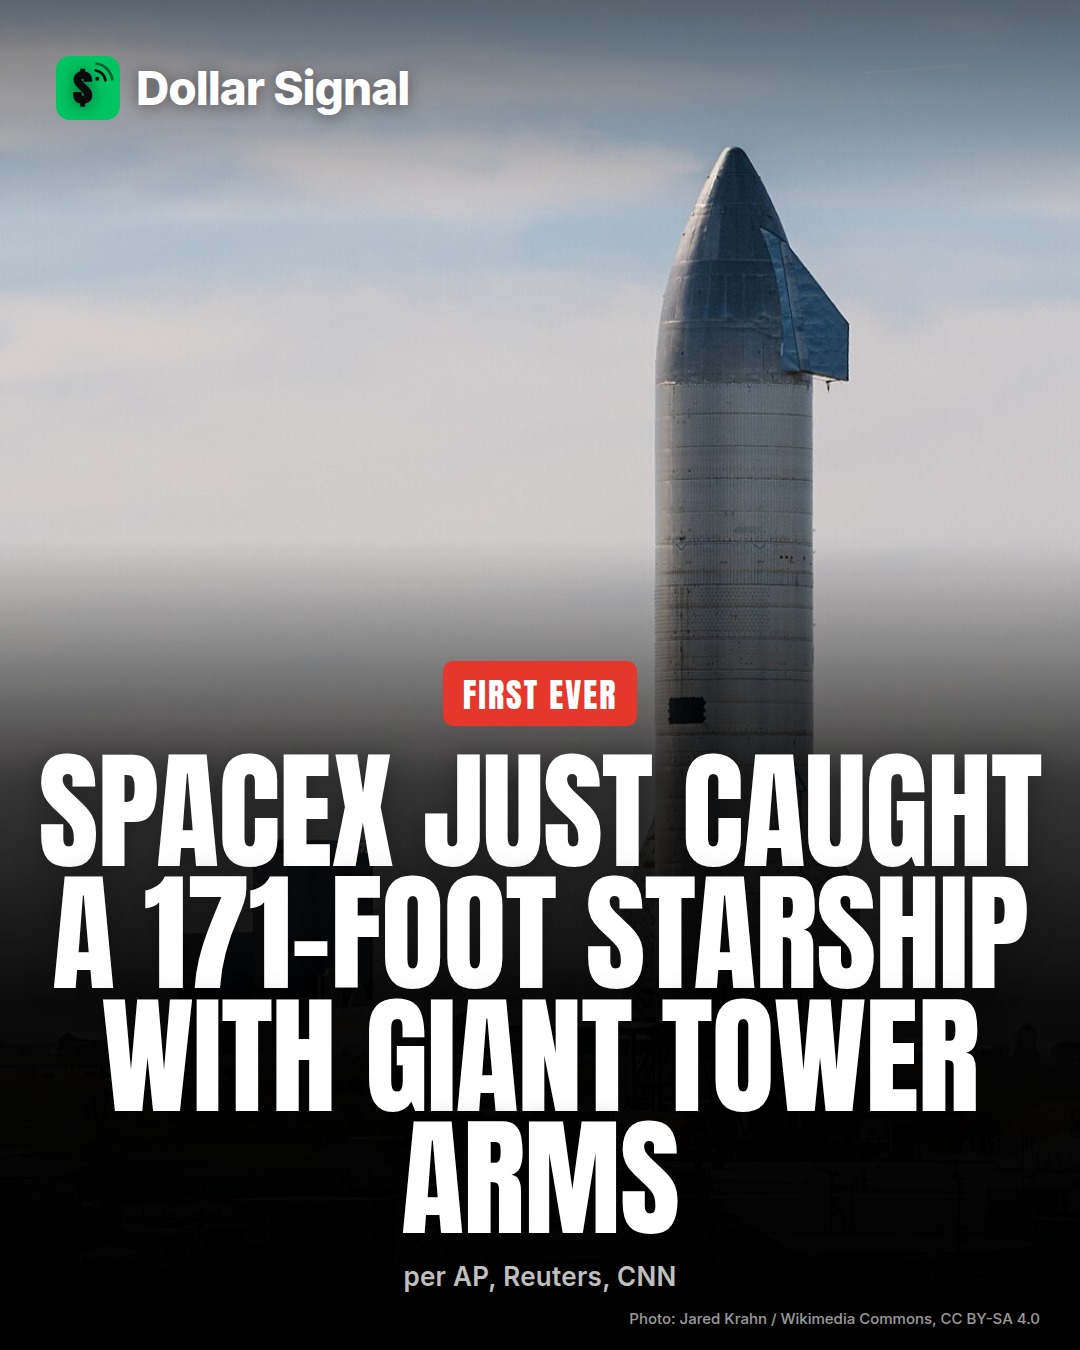 $ Dollar Signal
FIRST EVER
SPACEX JUST CAUGHT
A 171-FOOT STARSHIP
WITH GIANT TOWER
ARMS
per AP, Reuters, CNN
Photo: Jared Krahn / Wikimedia Commons, CC BY-SA 4.0